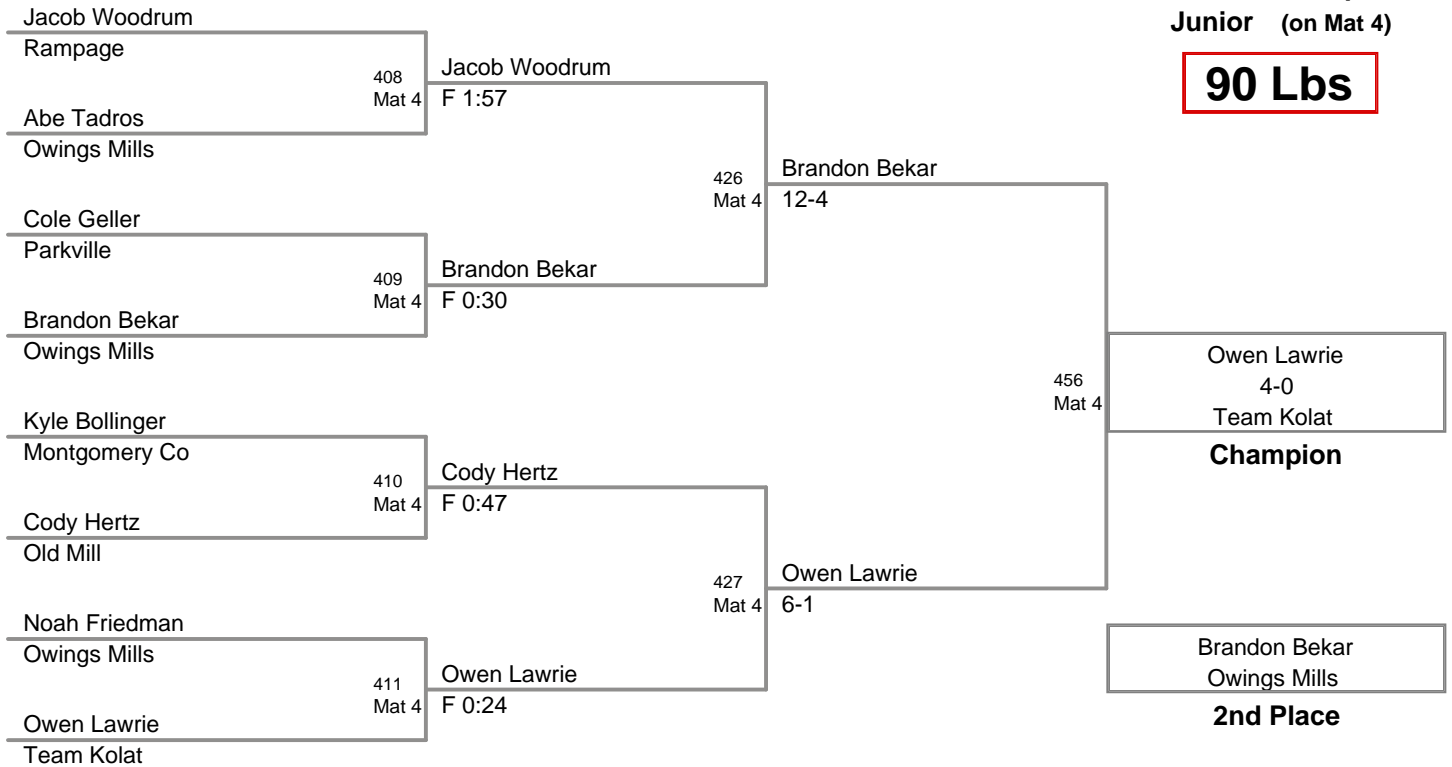 Junior (on Mat 4)
90 Lbs
Jacob Woodrum
Rampage
408
Mat 4
Jacob Woodrum
F 1:57
Abe Tadros
Owings Mills
426
Mat 4
Brandon Bekar
12-4
Cole Geller
Parkville
409
Mat 4
Brandon Bekar
F 0:30
Brandon Bekar
Owings Mills
456
Mat 4
Owen Lawrie
4-0
Team Kolat
Champion
Kyle Bollinger
Montgomery Co
410
Mat 4
Cody Hertz
F 0:47
Cody Hertz
Old Mill
427
Mat 4
Owen Lawrie
6-1
Noah Friedman
Owings Mills
411
Mat 4
Owen Lawrie
F 0:24
Owen Lawrie
Team Kolat
Brandon Bekar
Owings Mills
2nd Place